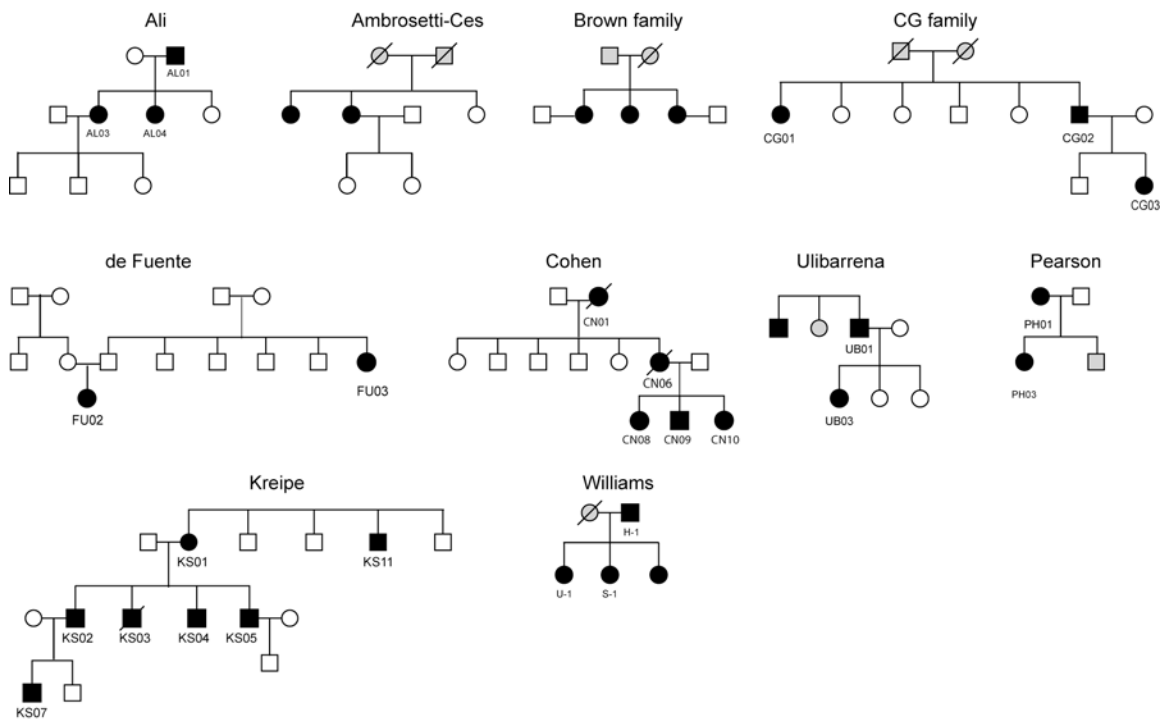 Ali
Ambrosetti-Ces
Brown family
CG family
AL01
AL03
AL04
CG01
CG02
CG03
de Fuente
Cohen
Ulibarrena
Pearson
CN01
PH01
UB01
FU03
CN06
PH03
FU02
UB03
CN08
CN09
CN10
Kreipe
Williams
H-1
KS01
KS11
U-1
S-1
KS02
KS03
KS04
KS05
KS07